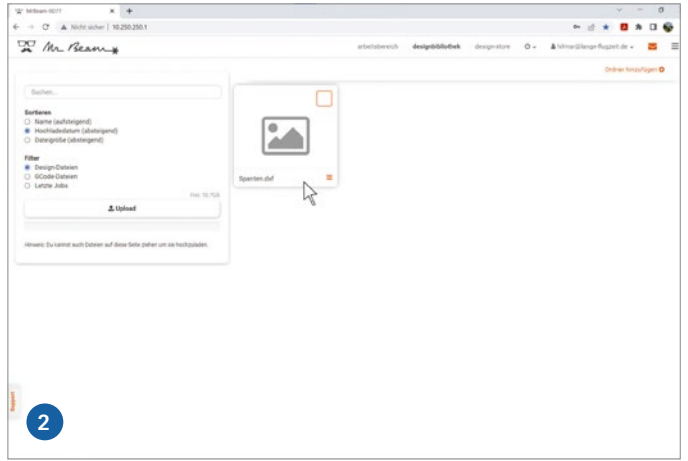 MrBeam-0077
Nicht sicher | 10.250.250.1
Mr Beam
arbeitsbereich designbibliothek design-store
Ordner hinzufügen
Suchen...
Sortieren
Name (aufsteigend)
Hochladedatum (absteigend)
Dateigröße (absteigend)
Filter
Design-Dateien
GCode-Dateien
Letzte Jobs
Upload
Hinweis: Du kannst auch Dateien auf diese Seite ziehen um sie hochzuladen.
Spanten.dxf
Support
2